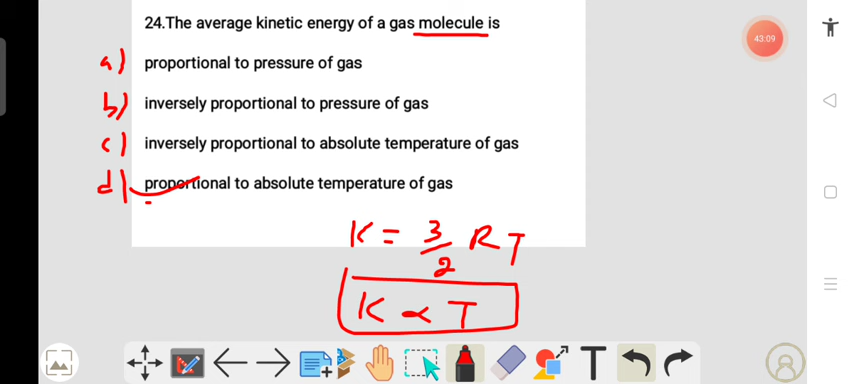 24.The average kinetic energy of a gas molecule is
a) proportional to pressure of gas
b) inversely proportional to pressure of gas
c) inversely proportional to absolute temperature of gas
d) proportional to absolute temperature of gas
K = 3/2 RT
K ∝ T
43:09
T